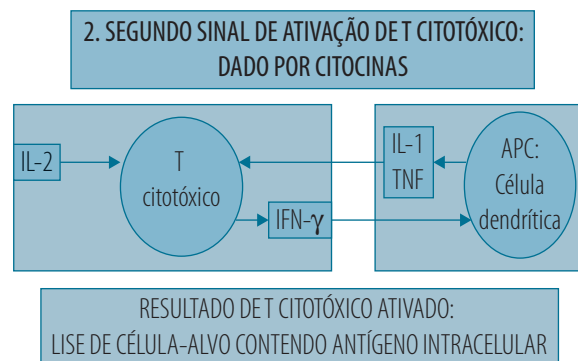 2. SEGUNDO SINAL DE ATIVAÇÃO DE T CITOTÓXICO:
DADO POR CITOCINAS
IL-2
T
citotóxico
IFN-γ
IL-1
TNF
APC:
Célula
dendrítica
RESULTADO DE T CITOTÓXICO ATIVADO:
LISE DE CÉLULA-ALVO CONTENDO ANTÍGENO INTRACELULAR